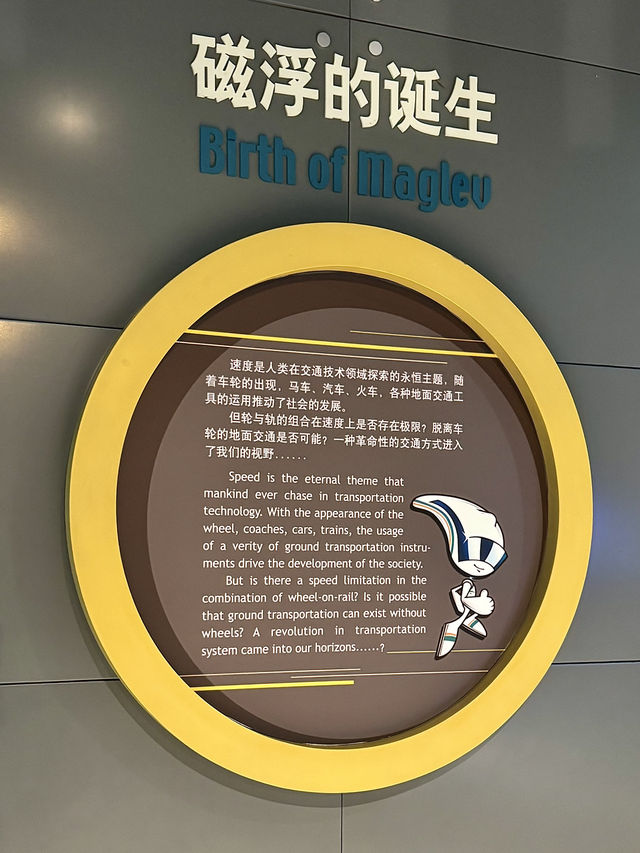 磁浮的诞生
Birth of Maglev
速度是人类在交通技术领域探索的永恒主题，随
着车轮的出现，马车、汽车、火车，各种地面交通工
具的运用推动了社会的发展。
但轮与轨的组合在速度上是否存在极限？脱离车
轮的地面交通是否可能？一种革命性的交通方式进入
了我们的视野......
Speed is the eternal theme that
mankind ever chase in transportation
technology. With the appearance of the
wheel, coaches, cars, trains, the usage
of a verity of ground transportation instru-
ments drive the development of the society.
But is there a speed limitation in the
combination of wheel-on-rail? Is it possible
that ground transportation can exist without
wheels? A revolution in transportation
system came into our horizons......?